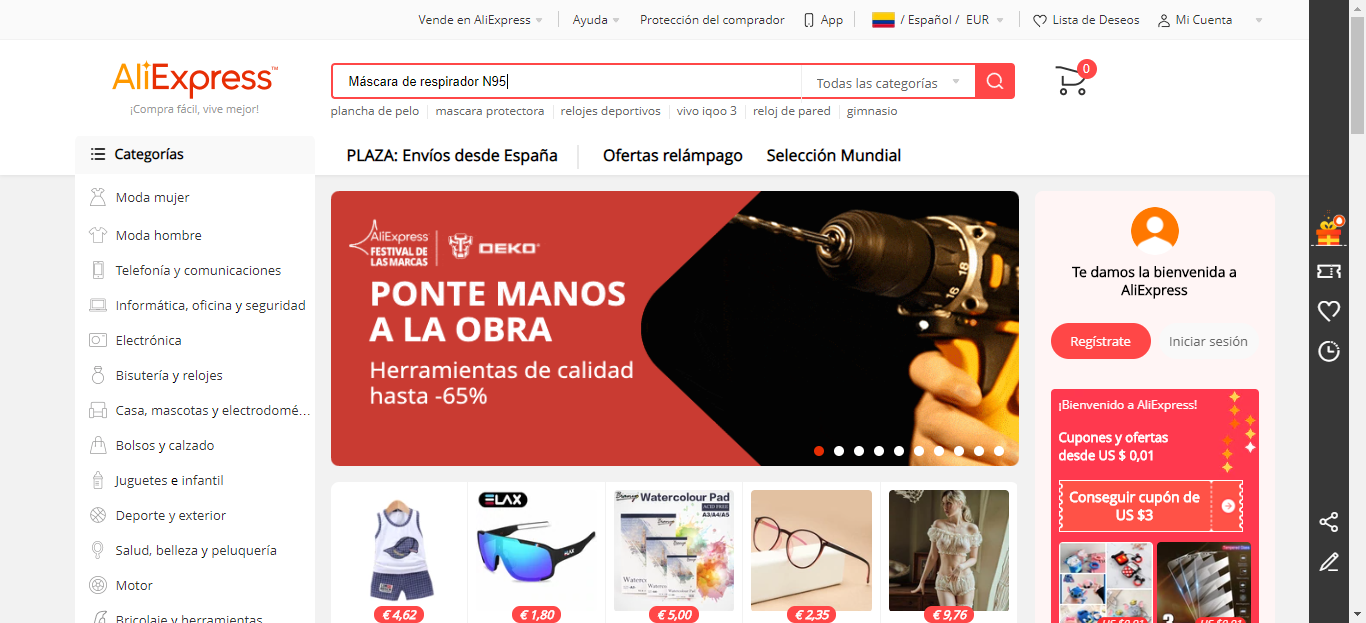 Vende en AliExpress
Ayuda
Protección del comprador
App
/ Español / EUR
Lista de Deseos
Mi Cuenta
AliExpress™
¡Compra fácil, vive mejor!
Máscara de respirador N95
Todas las categorías
0
plancha de pelo
mascara protectora
relojes deportivos
vivo iqoo 3
reloj de pared
gimnasio
Categorías
PLAZA: Envíos desde España
Ofertas relámpago
Selección Mundial
Moda mujer
Moda hombre
Telefonía y comunicaciones
Informática, oficina y seguridad
Electrónica
Bisutería y relojes
Casa, mascotas y electrodomé...
Bolsos y calzado
Juguetes e infantil
Deporte y exterior
Salud, belleza y peluquería
Motor
Bricolaje y herramientas
AliExpress
FESTIVAL DE
LAS MARCAS
DEKO
PONTE MANOS
A LA OBRA
Herramientas de calidad
hasta -65%
Te damos la bienvenida a
AliExpress
Regístrate
Iniciar sesión
¡Bienvenido a AliExpress!
Cupones y ofertas
desde US $ 0,01
Conseguir cupón de
US $3
€ 4,62
ELAX
€ 1,80
Watercolour Pad
ACID FREE
A3/A4/A5
€ 5,00
€ 2,35
€ 9,76
US $0,01
US $0,01